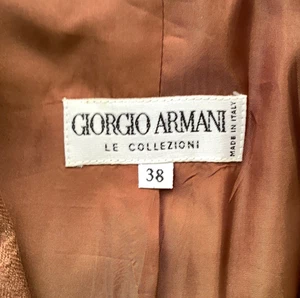 GIORGIO ARMANI
LE COLLEZIONI
MADE IN ITALY
38